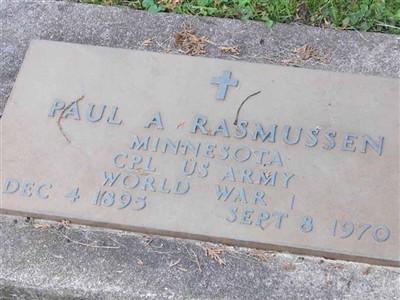 PAUL A RASMUSSEN
MINNESOTA
CPL US ARMY
WORLD WAR I
DEC 4 1895 SEPT 8 1970